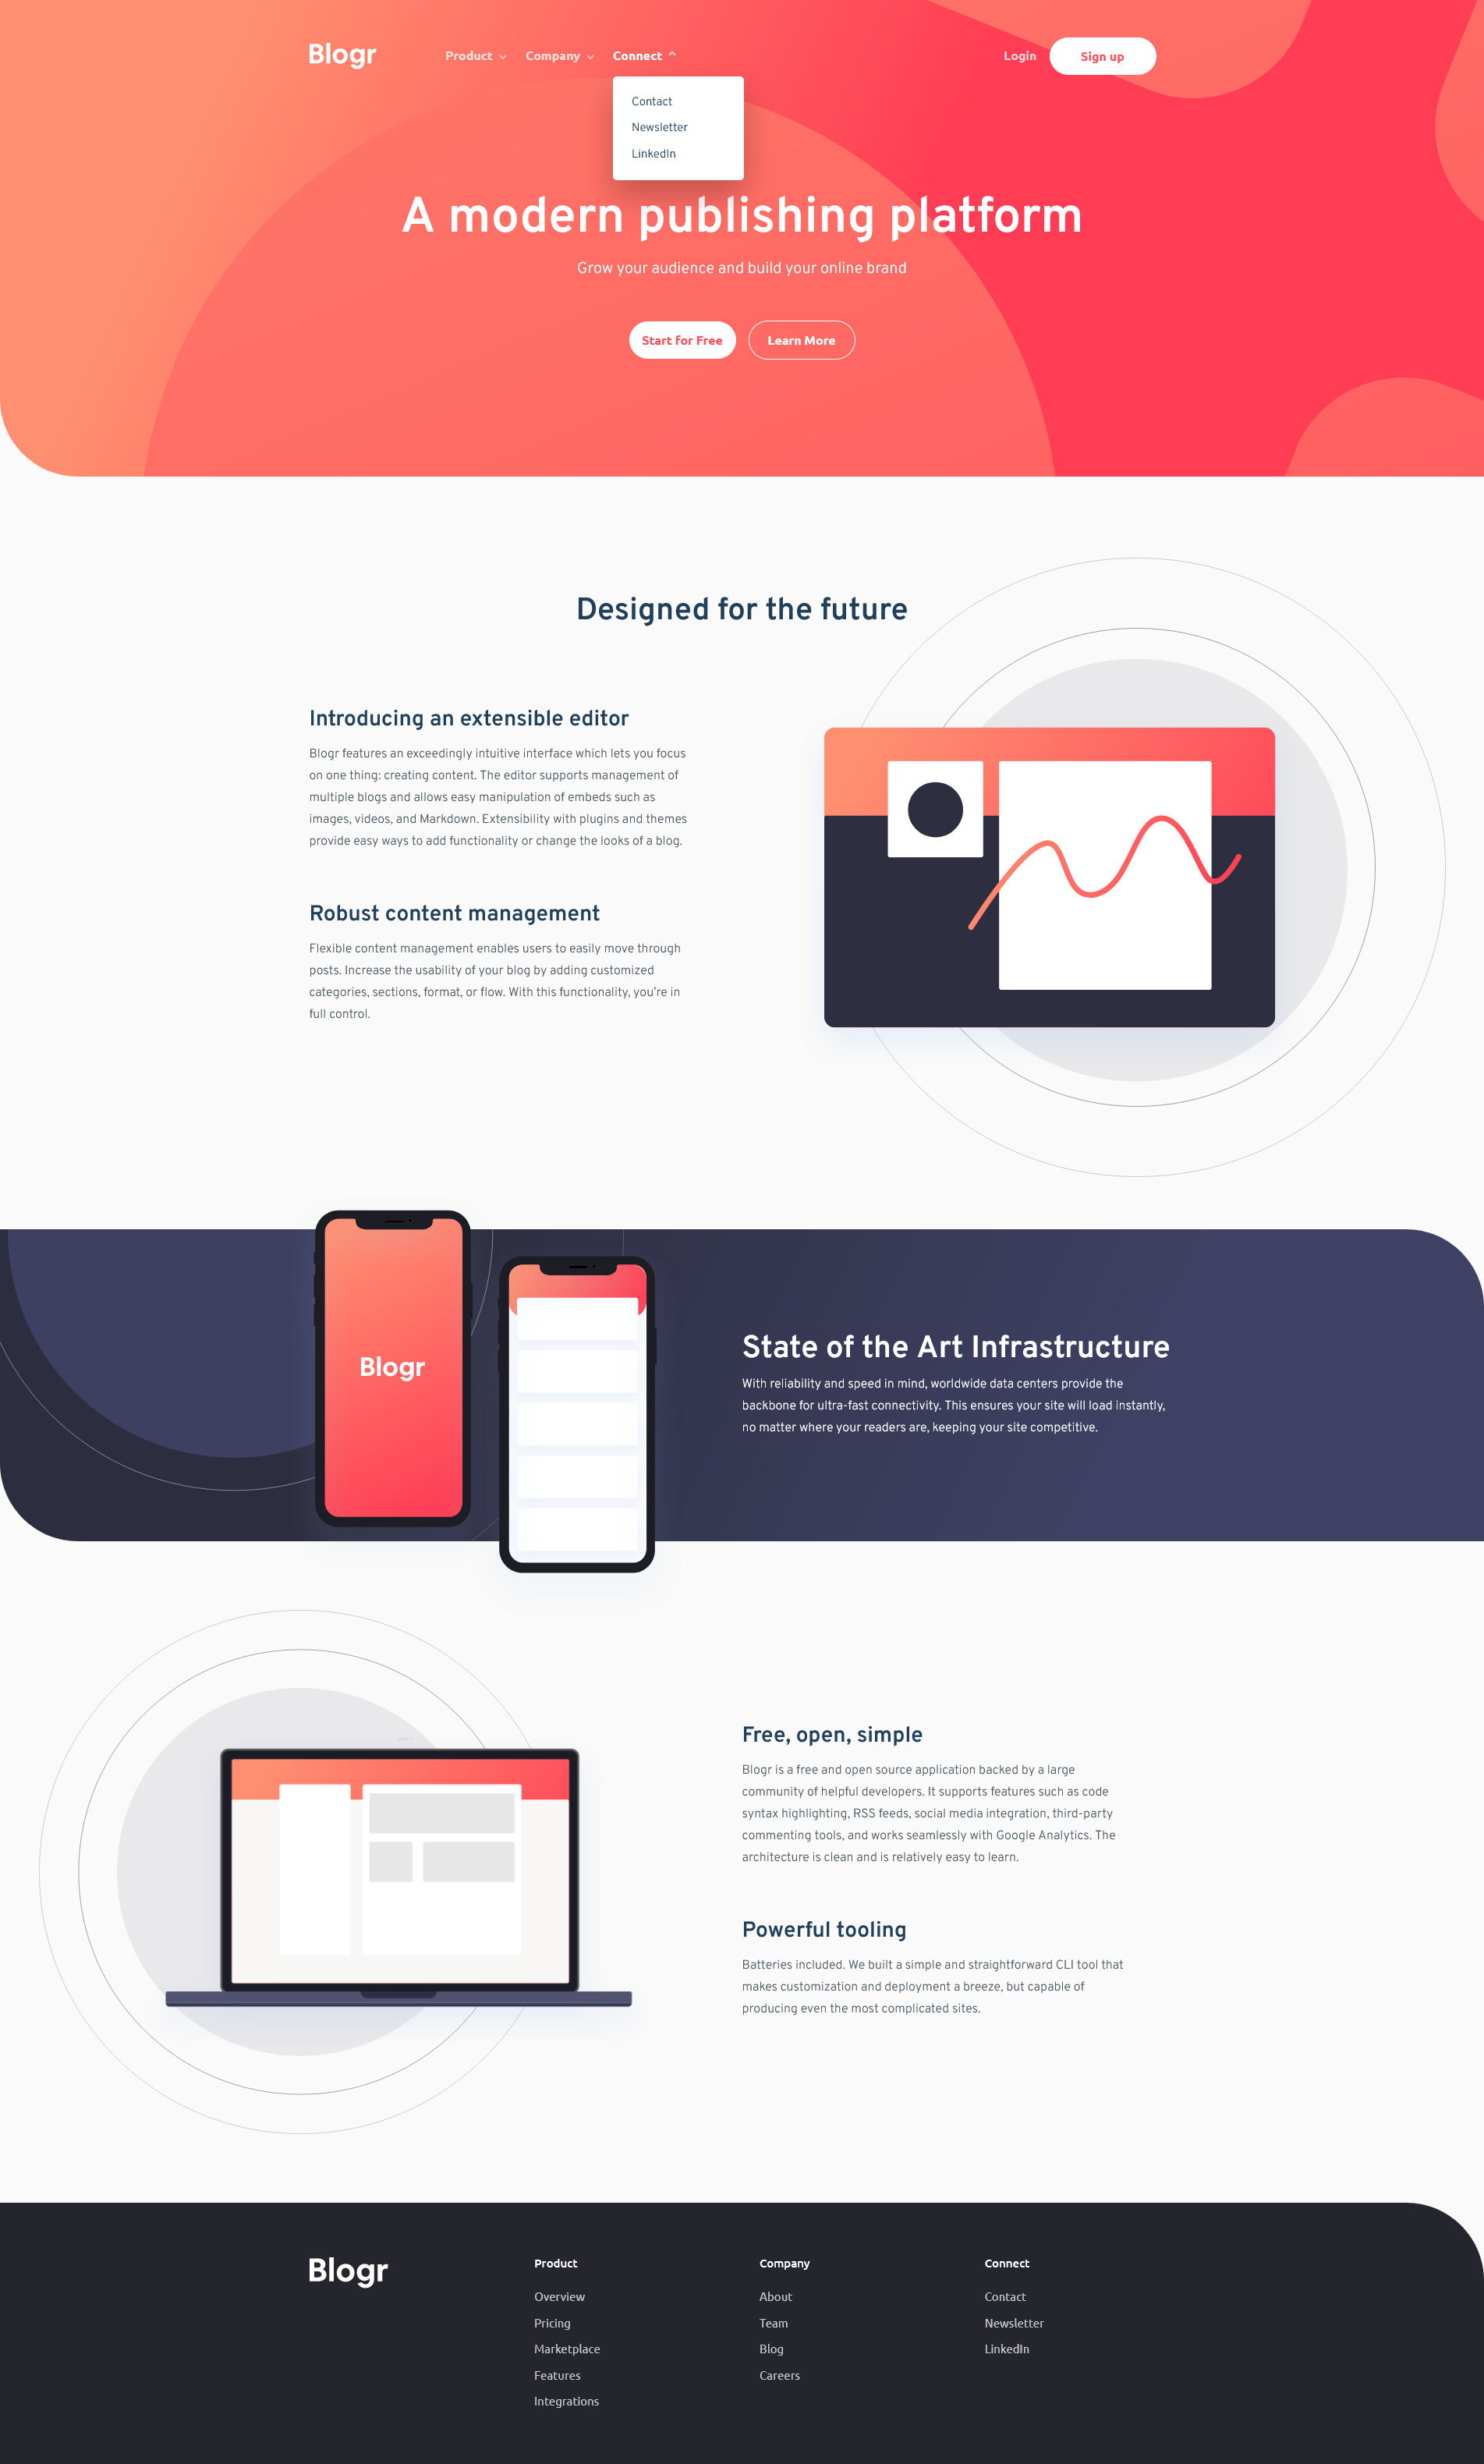 Blogr
Product
Company
Connect
Login
Sign up
Contact
Newsletter
LinkedIn
A modern publishing platform
Grow your audience and build your online brand
Start for Free
Learn More
Designed for the future
Introducing an extensible editor
Blogr features an exceedingly intuitive interface which lets you focus
on one thing: creating content. The editor supports management of
multiple blogs and allows easy manipulation of embeds such as
images, videos, and Markdown. Extensibility with plugins and themes
provide easy ways to add functionality or change the looks of a blog.
Robust content management
Flexible content management enables users to easily move through
posts. Increase the usability of your blog by adding customized
categories, sections, format, or flow. With this functionality, you're in
full control.
Blogr
State of the Art Infrastructure
With reliability and speed in mind, worldwide data centers provide the
backbone for ultra-fast connectivity. This ensures your site will load instantly,
no matter where your readers are, keeping your site competitive.
Free, open, simple
Blogr is a free and open source application backed by a large
community of helpful developers. It supports features such as code
syntax highlighting, RSS feeds, social media integration, third-party
commenting tools, and works seamlessly with Google Analytics. The
architecture is clean and is relatively easy to learn.
Powerful tooling
Batteries included. We built a simple and straightforward CLI tool that
makes customization and deployment a breeze, but capable of
producing even the most complicated sites.
Blogr
Product
Overview
Pricing
Marketplace
Features
Integrations
Company
About
Team
Blog
Careers
Connect
Contact
Newsletter
LinkedIn